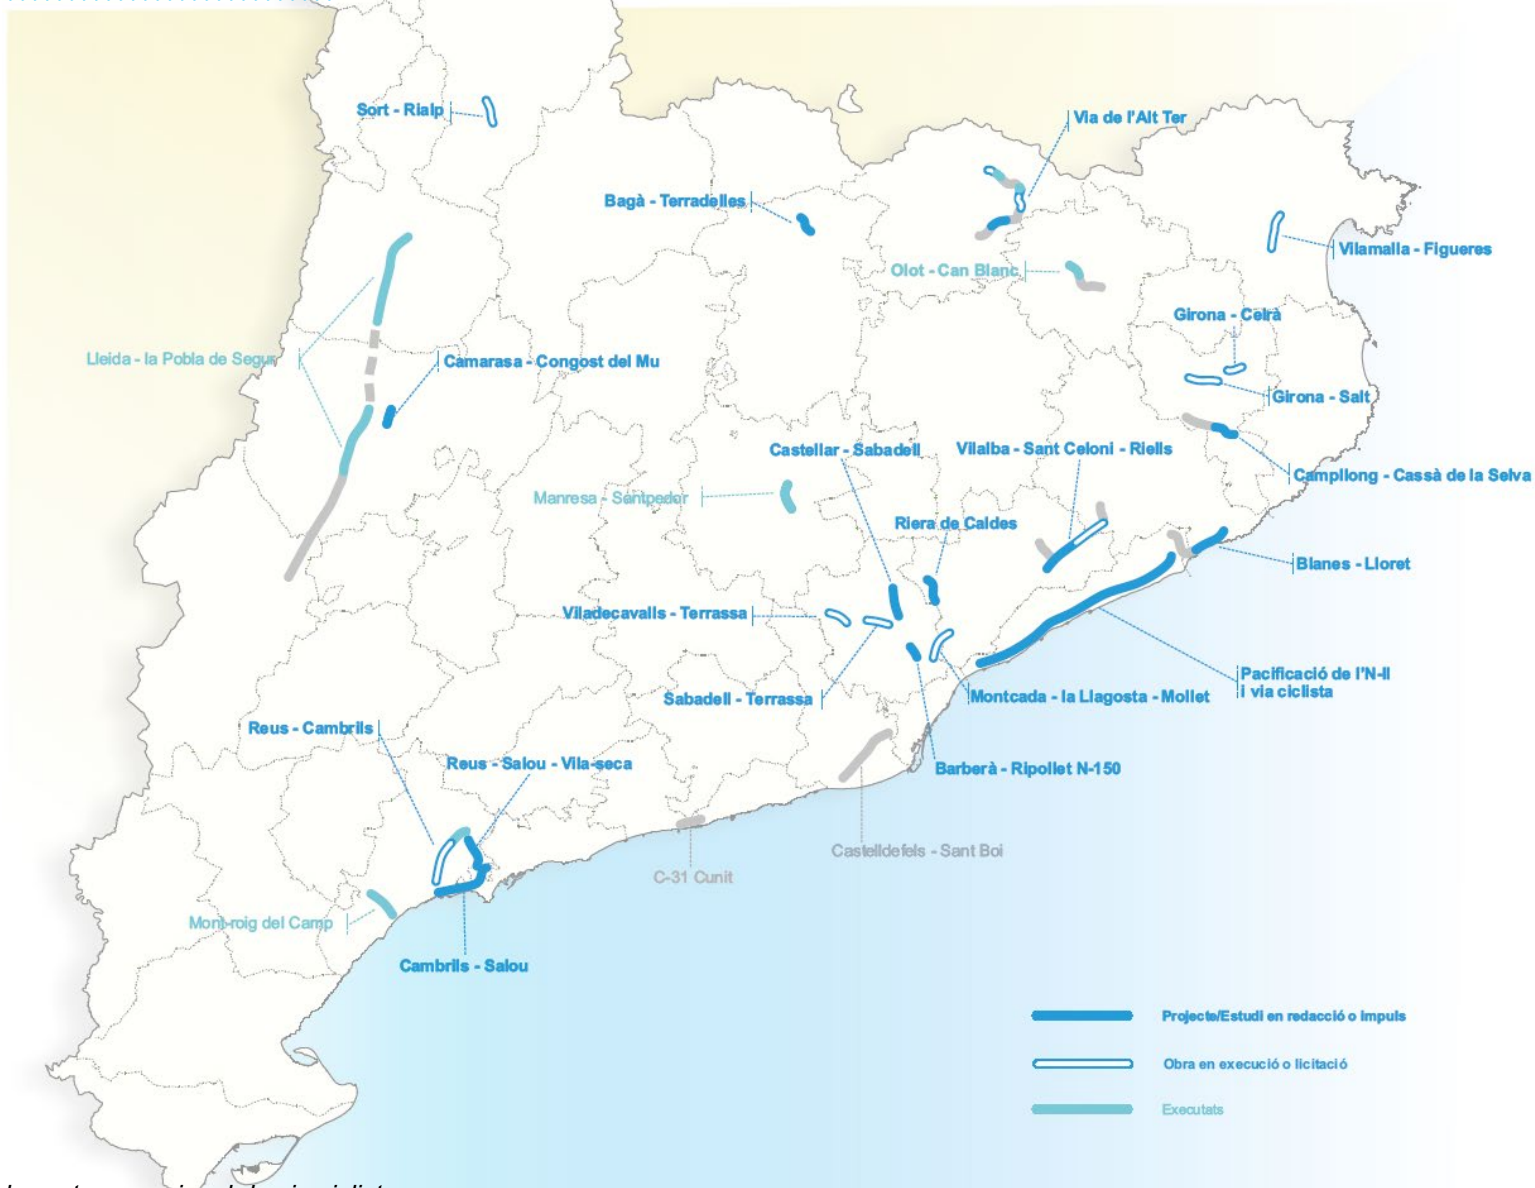 Sort - Rialp
Via de l'Alt Ter
Bagà - Terradelles
Vilamalla - Figueres
Olot - Can Blanc
Girona - Celrà
Lleida - la Pobla de Segur
Camarasa - Congost del Mu
Girona - Salt
Castellar - Sabadell
Vilalba - Sant Celoni - Riells
Campllong - Cassà de la Selva
Manresa - Santpedor
Riera de Caldes
Blanes - Lloret
Viladecavalls - Terrassa
Pacificació de l'N-II
i via ciclista
Sabadell - Terrassa
Montcada - la Llagosta - Mollet
Reus - Cambrils
Reus - Salou - Vila-seca
Barberà - Ripollet N-150
Castelldefels - Sant Boi
C-31 Cunit
Mont-roig del Camp
Cambrils - Salou
Projecte/Estudi en redacció o impuls
Obra en execució o licitació
Executats